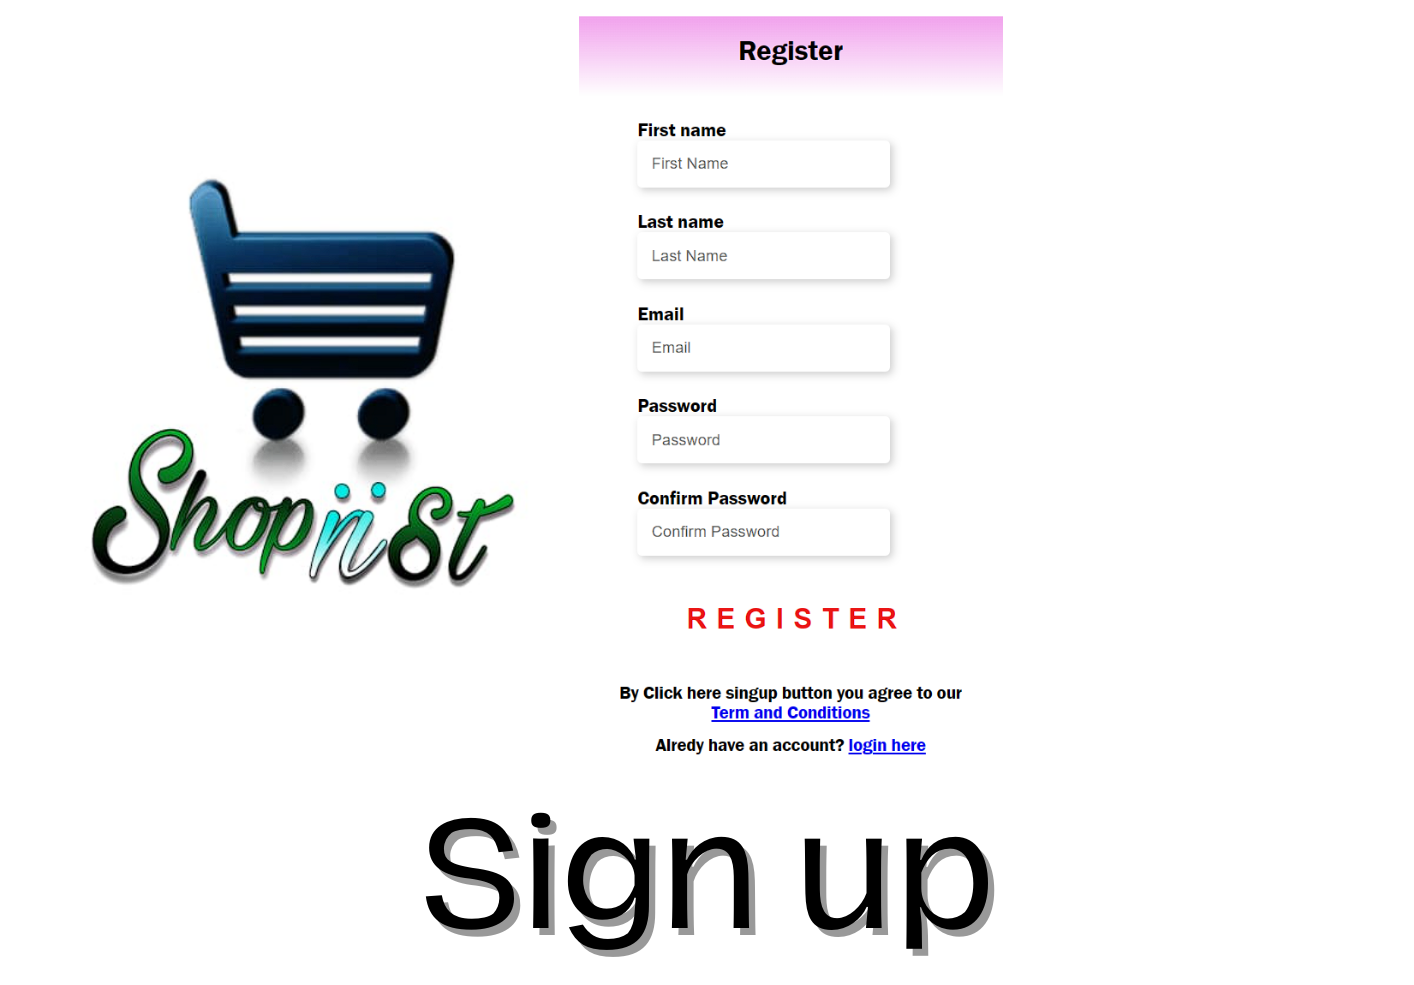 Register
First name
First Name
Last name
Last Name
Email
Email
Password
Password
Confirm Password
Confirm Password
REGISTER
By Click here singup button you agree to our
Term and Conditions
Alredy have an account? login here
Shopnist
Sign up